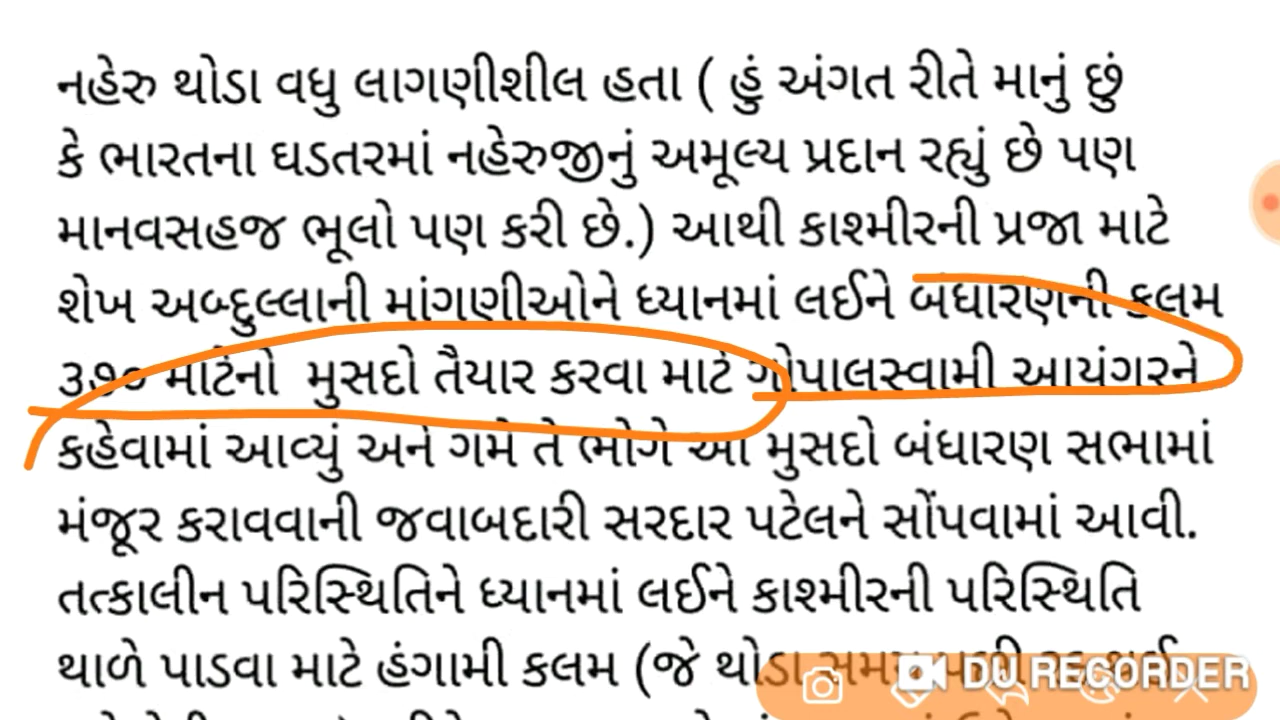 નહેરુ થોડા વધુ લાગણીશીલ હતા ( હું અંગત રીતે માનું છું
કે ભારતના ઘડતરમાં નહેરુજીનું અમૂલ્ય પ્રદાન રહ્યું છે પણ
માનવસહજ ભૂલો પણ કરી છે.) આથી કાશ્મીરની પ્રજા માટે
શેખ અબ્દુલ્લાની માંગણીઓને ધ્યાનમાં લઈને બંધારણની કલમ
૩૭૦ માટેનો મુસદો તૈયાર કરવા માટે ગોપાલસ્વામી આયંગરને
કહેવામાં આવ્યું અને ગમે તે ભોગે આ મુસદો બંધારણ સભામાં
મંજૂર કરાવવાની જવાબદારી સરદાર પટેલને સોંપવામાં આવી.
તત્કાલીન પરિસ્થિતિને ધ્યાનમાં લઈને કાશ્મીરની પરિસ્થિતિ
થાળે પાડવા માટે હંગામી કલમ (જે થોડા સમય પછી
DU RECORDER